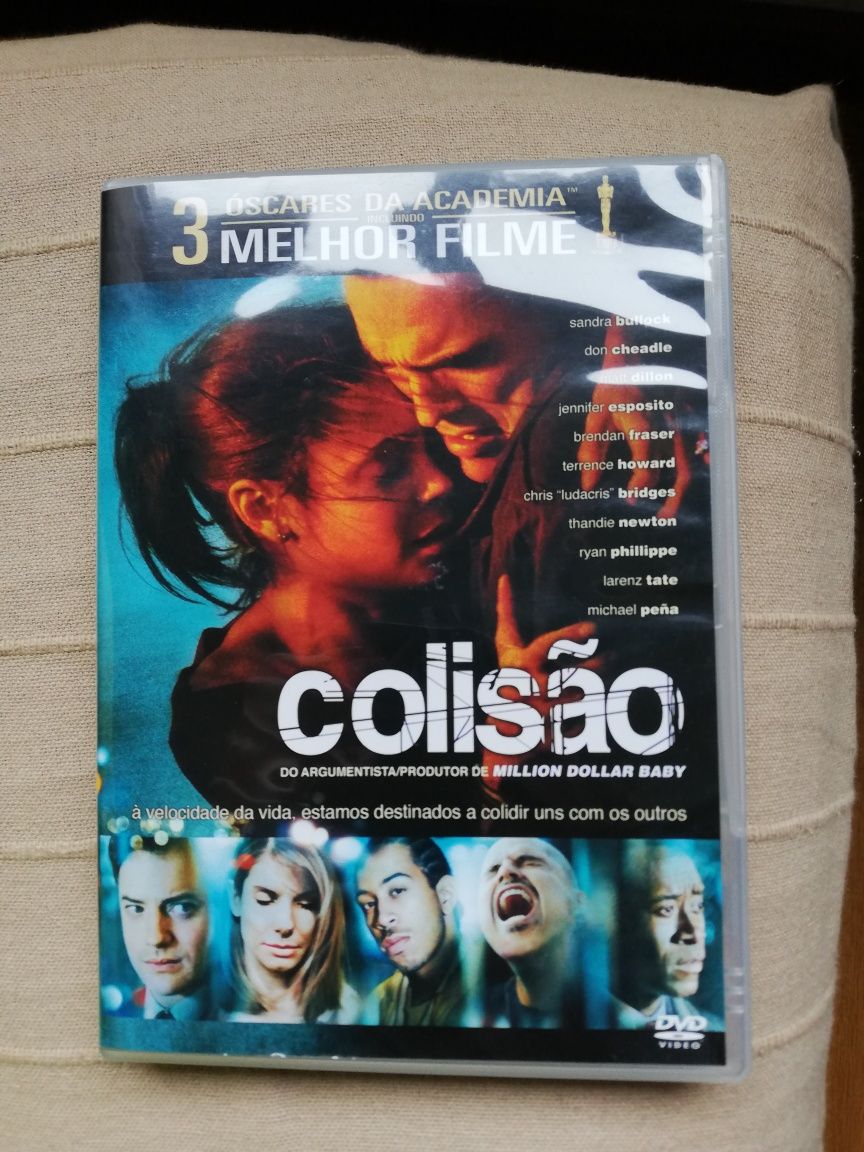 3 ÓSCARES DA ACADEMIA™
INCLUINDO
MELHOR FILME
sandra bullock
don cheadle
matt dillon
jennifer esposito
brendan fraser
terrence howard
chris "ludacris" bridges
thandie newton
ryan phillippe
larenz tate
michael peña
colisão
DO ARGUMENTISTA/PRODUTOR DE MILLION DOLLAR BABY
à velocidade da vida, estamos destinados a colidir uns com os outros
DVD
VIDEO